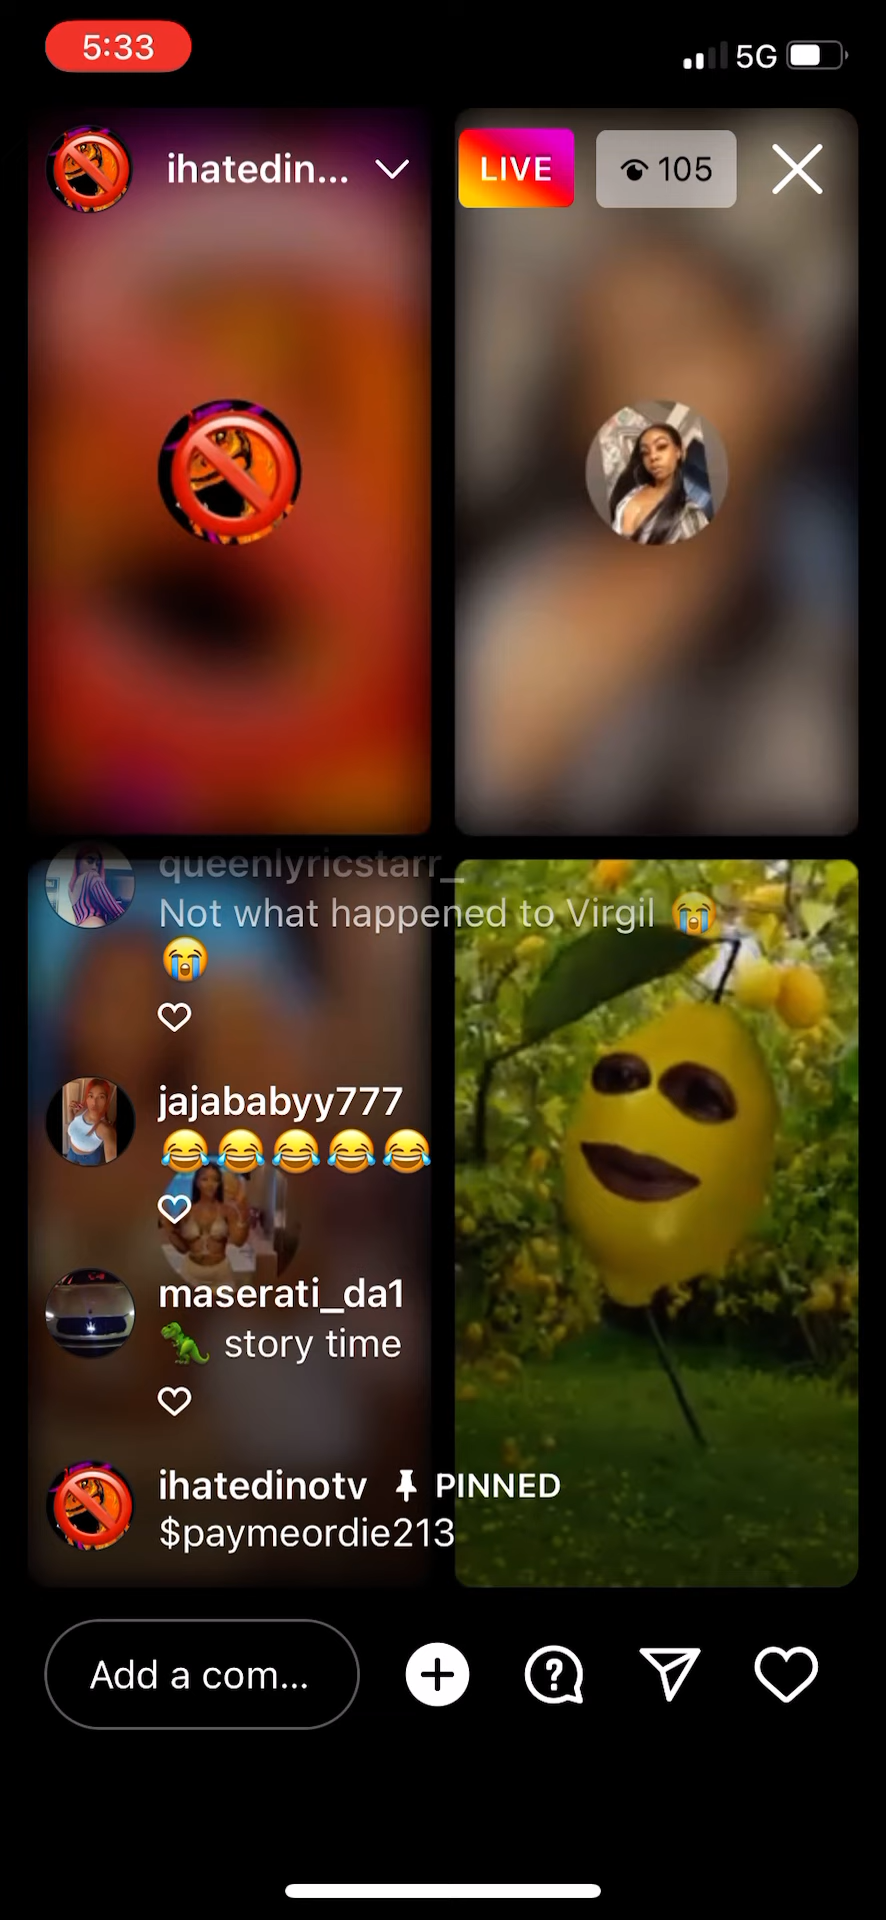 5:33
5G
ihatedin...
LIVE
105
queenlyricstarr_
Not what happened to Virgil 😭
😭
jajababyy777
😂😂😂😂😂
maserati_da1
🦖 story time
ihatedinotv 📌 PINNED
$paymeordie213
Add a com...